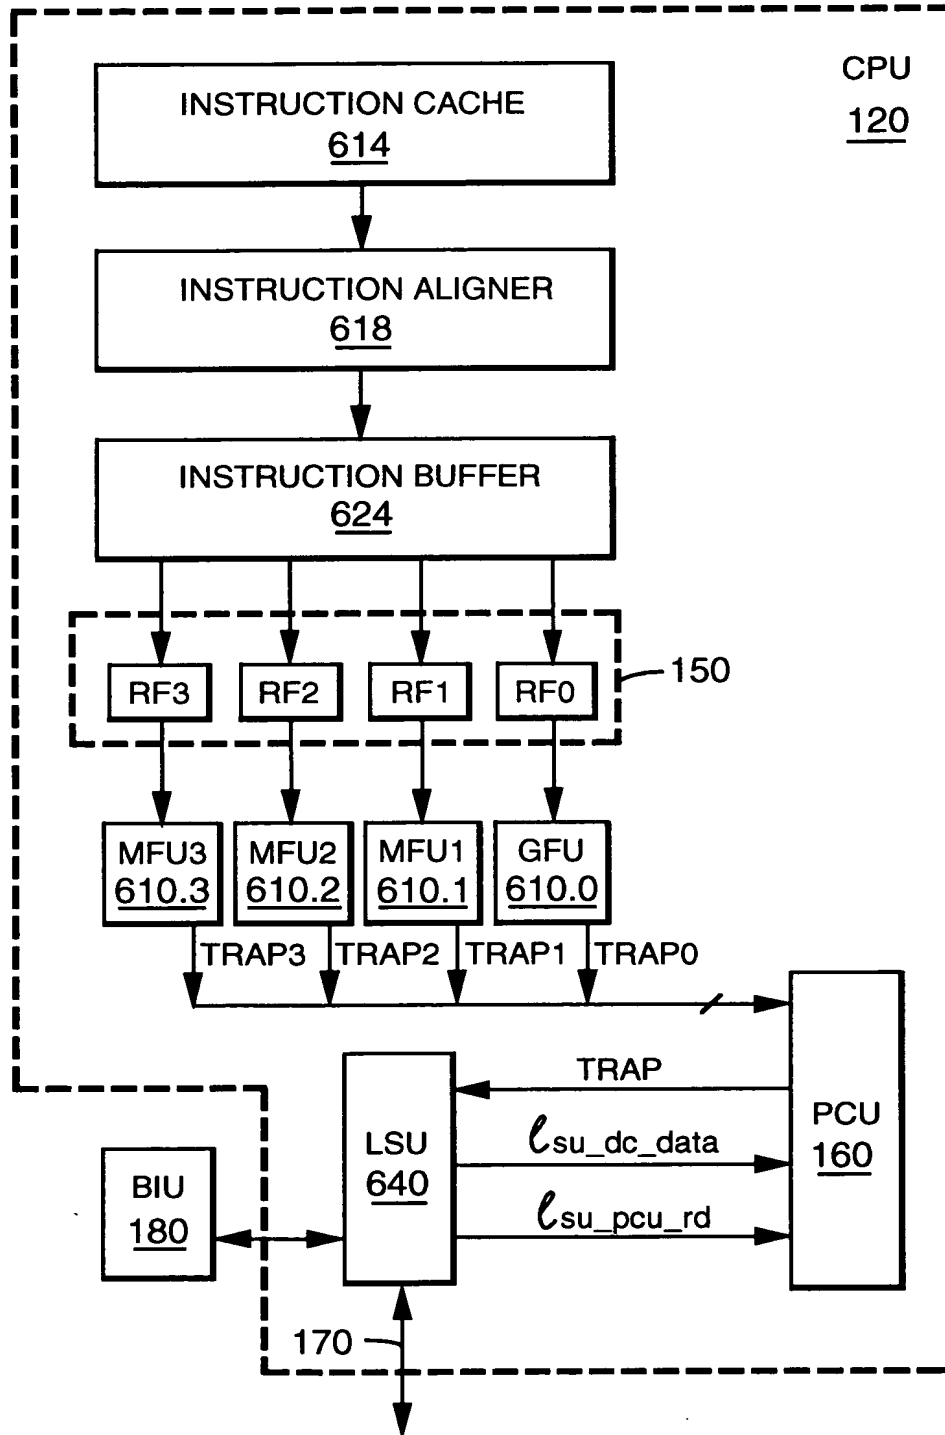 CPU
120
INSTRUCTION CACHE
614
INSTRUCTION ALIGNER
618
INSTRUCTION BUFFER
624
RF3 RF2 RF1 RF0
150
MFU3 MFU2 MFU1 GFU
610.3 610.2 610.1 610.0
TRAP3 TRAP2 TRAP1 TRAP0
TRAP
LSU
640
ℓsu_dc_data
ℓsu_pcu_rd
PCU
160
BIU
180
170